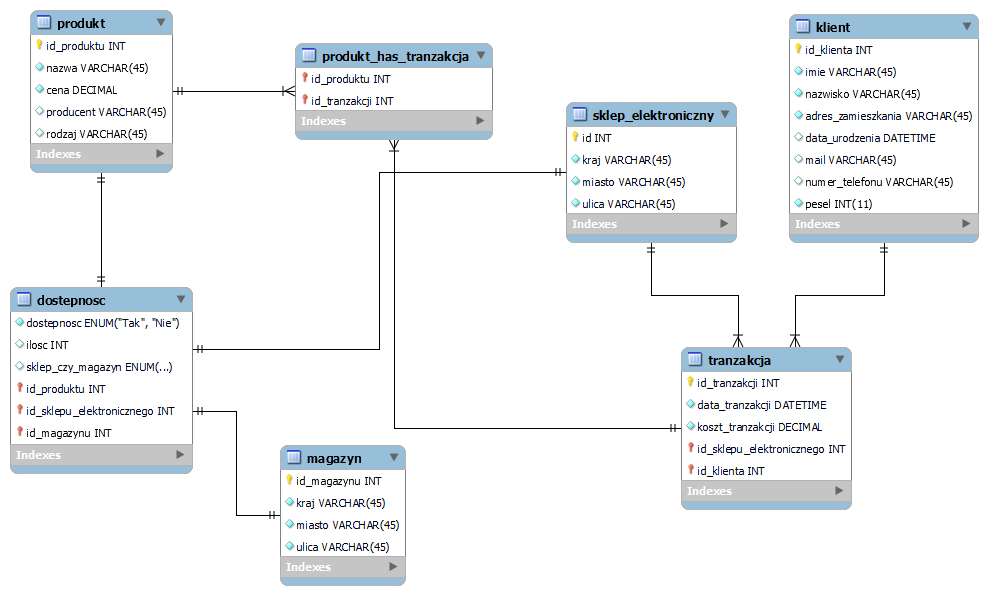 produkt
id_produktu INT
nazwa VARCHAR(45)
cena DECIMAL
producent VARCHAR(45)
rodzaj VARCHAR(45)
Indexes
produkt_has_tranzakcja
id_produktu INT
id_tranzakcji INT
Indexes
sklep_elektroniczny
id INT
kraj VARCHAR(45)
miasto VARCHAR(45)
ulica VARCHAR(45)
Indexes
klient
id_klienta INT
imie VARCHAR(45)
nazwisko VARCHAR(45)
adres_zamieszkania VARCHAR(45)
data_urodzenia DATETIME
mail VARCHAR(45)
numer_telefonu VARCHAR(45)
pesel INT(11)
Indexes
dostepnosc
dostepnosc ENUM("Tak", "Nie")
ilosc INT
sklep_czy_magazyn ENUM(...)
id_produktu INT
id_sklepu_elektronicznego INT
id_magazynu INT
Indexes
magazyn
id_magazynu INT
kraj VARCHAR(45)
miasto VARCHAR(45)
ulica VARCHAR(45)
Indexes
tranzakcja
id_tranzakcji INT
data_tranzakcji DATETIME
koszt_tranzakcji DECIMAL
id_sklepu_elektronicznego INT
id_klienta INT
Indexes